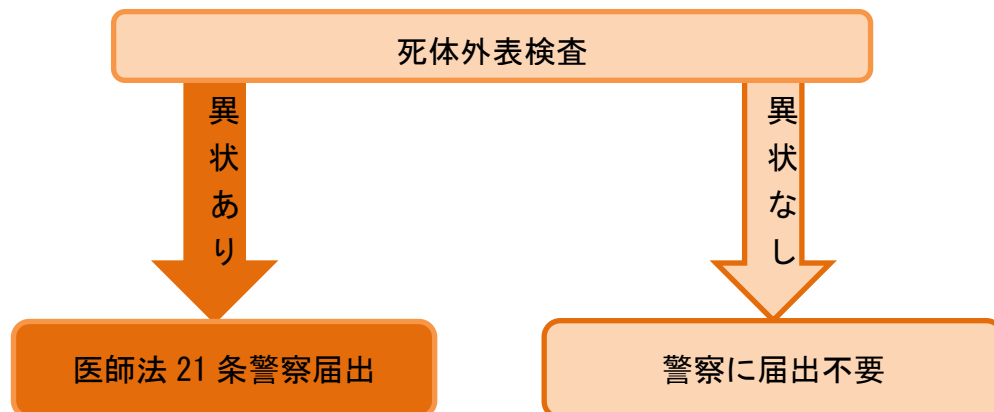 死体外表検査
異状あり
異状なし
医師法 21 条警察届出
警察に届出不要